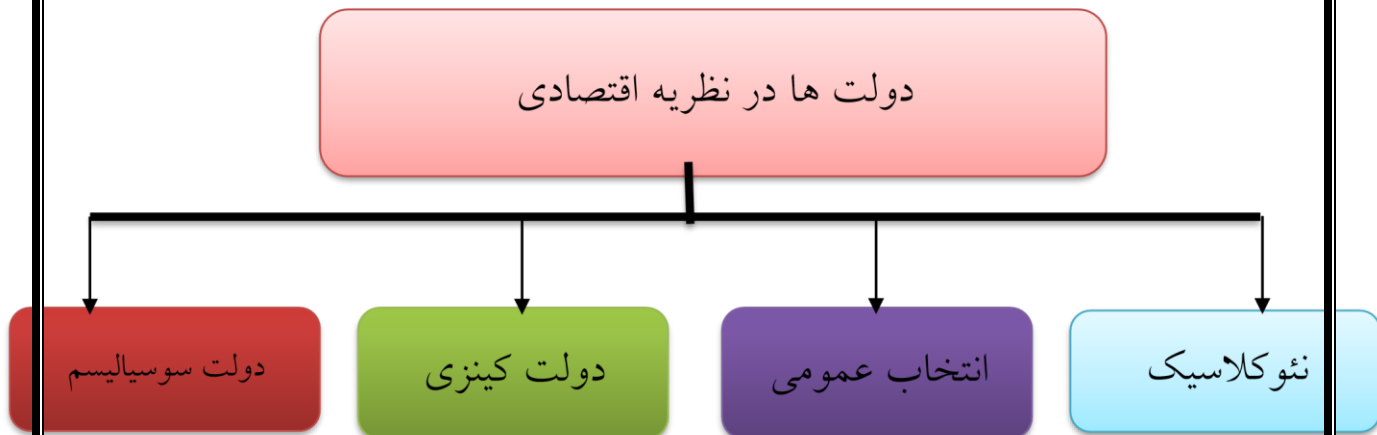 دولت ها در نظریه اقتصادی
نئوکلاسیک
انتخاب عمومی
دولت کینزی
دولت سوسیالیسم